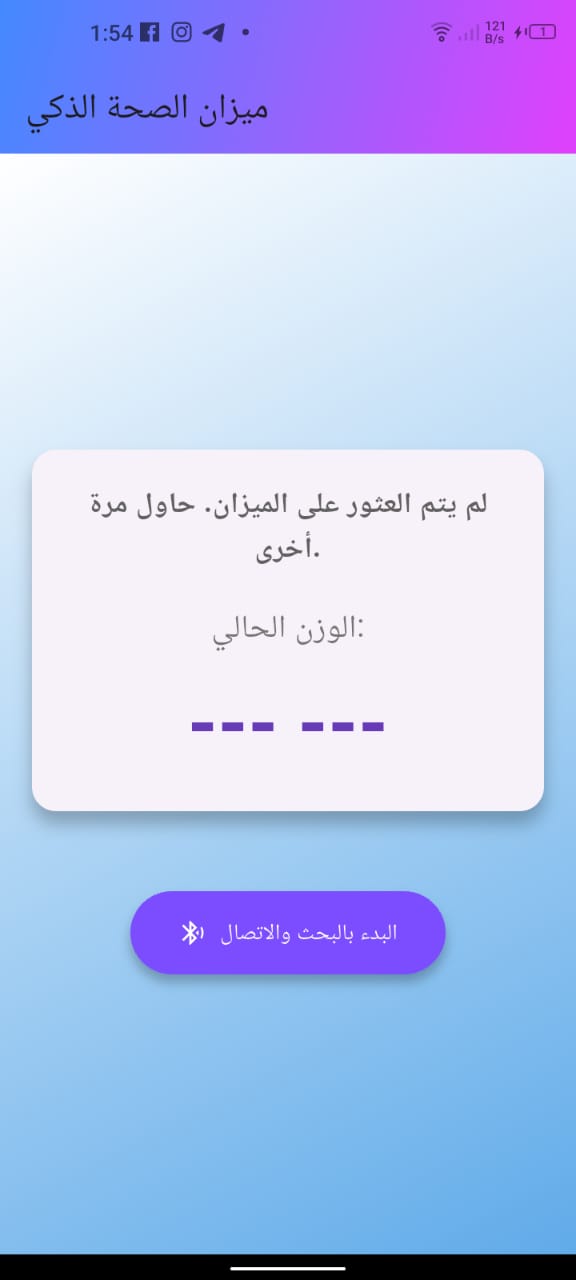 1:54
121
B/s
1
ميزان الصحة الذكي
لم يتم العثور على الميزان. حاول مرة
أخرى.
الوزن الحالي:
--- ---
البدء بالبحث والاتصال